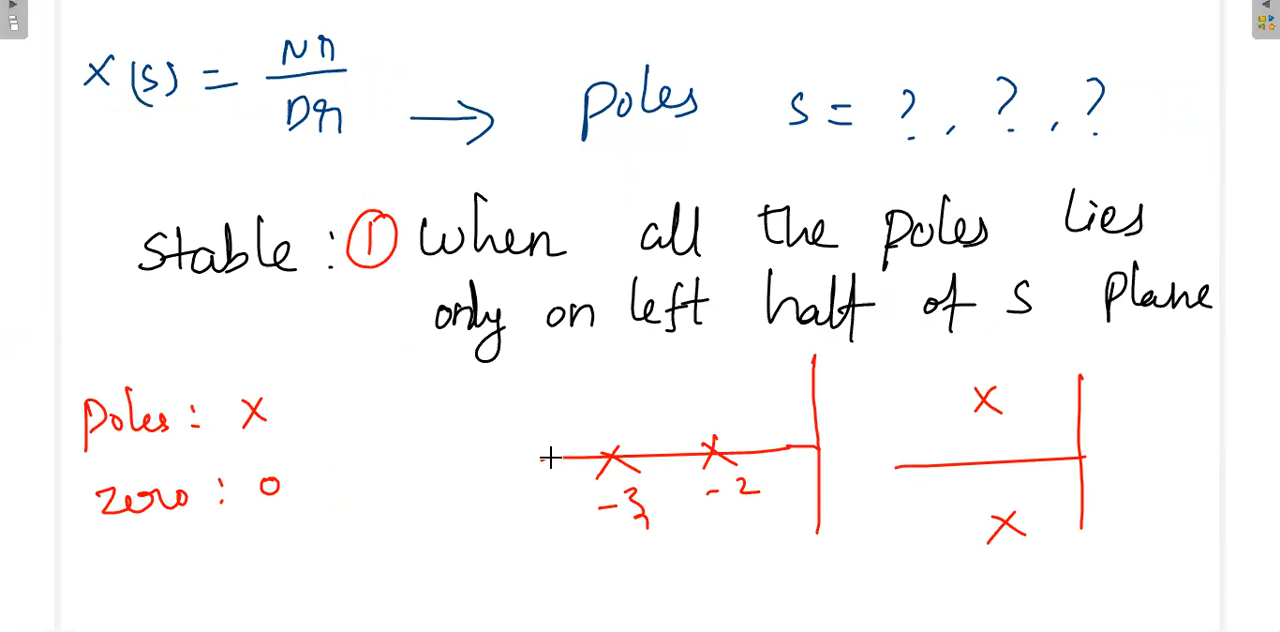 X(s) = Nr / Dr → Poles s = ?, ?, ?
Stable : ① When all the poles lies
only on left half of s plane
Poles : x
zero : o
-3 -2